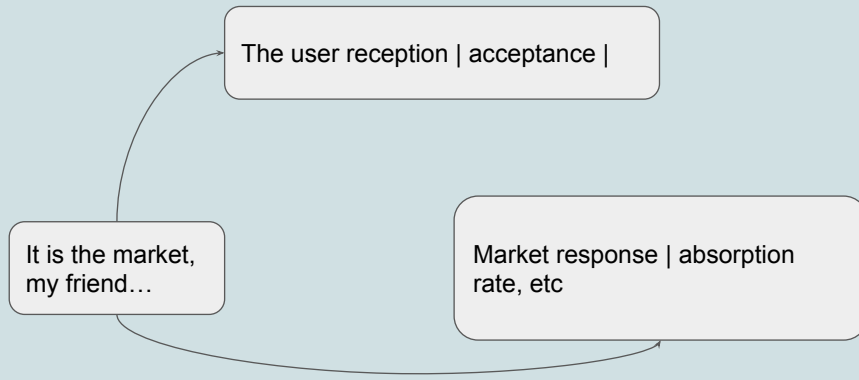 The user reception | acceptance |
It is the market,
my friend…
Market response | absorption
rate, etc